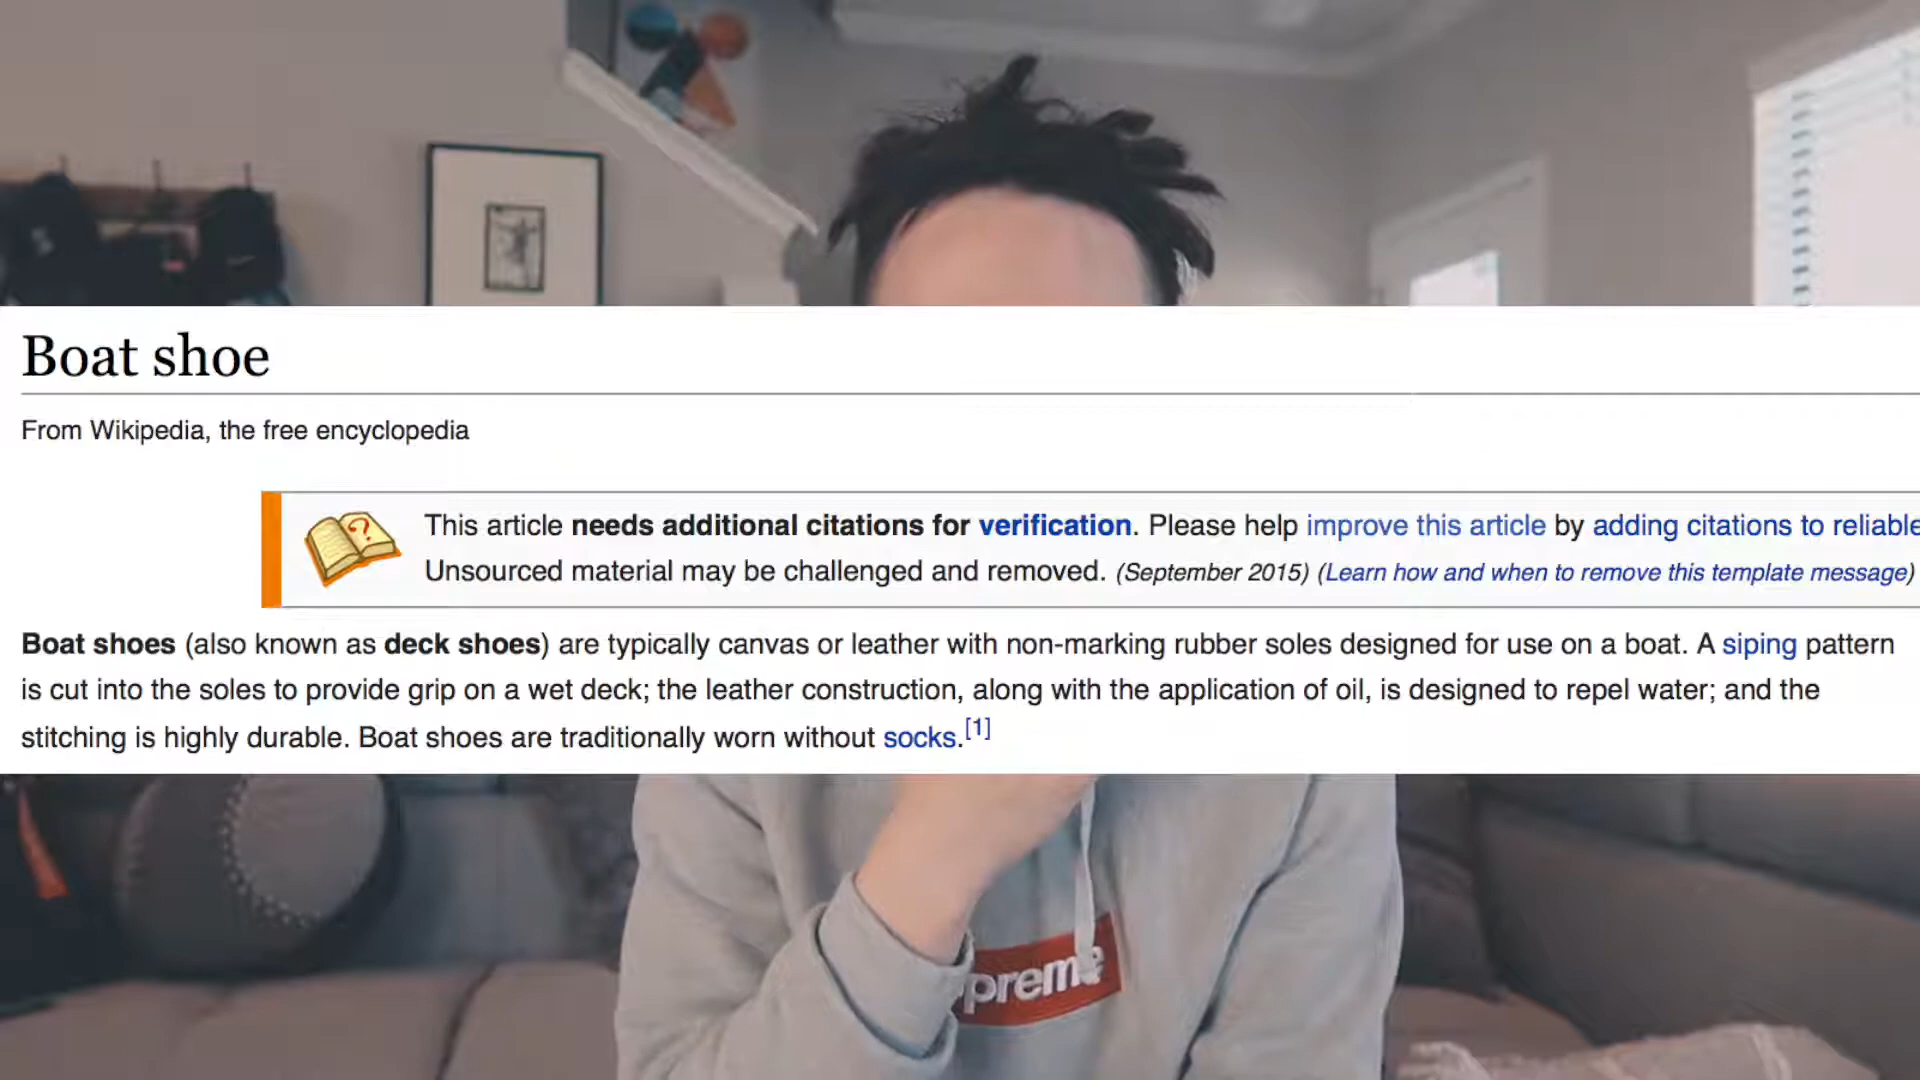 Boat shoe
From Wikipedia, the free encyclopedia
This article needs additional citations for verification. Please help improve this article by adding citations to reliable
Unsourced material may be challenged and removed. (September 2015) (Learn how and when to remove this template message)
Boat shoes (also known as deck shoes) are typically canvas or leather with non-marking rubber soles designed for use on a boat. A siping pattern
is cut into the soles to provide grip on a wet deck; the leather construction, along with the application of oil, is designed to repel water; and the
stitching is highly durable. Boat shoes are traditionally worn without socks.[1]
preme